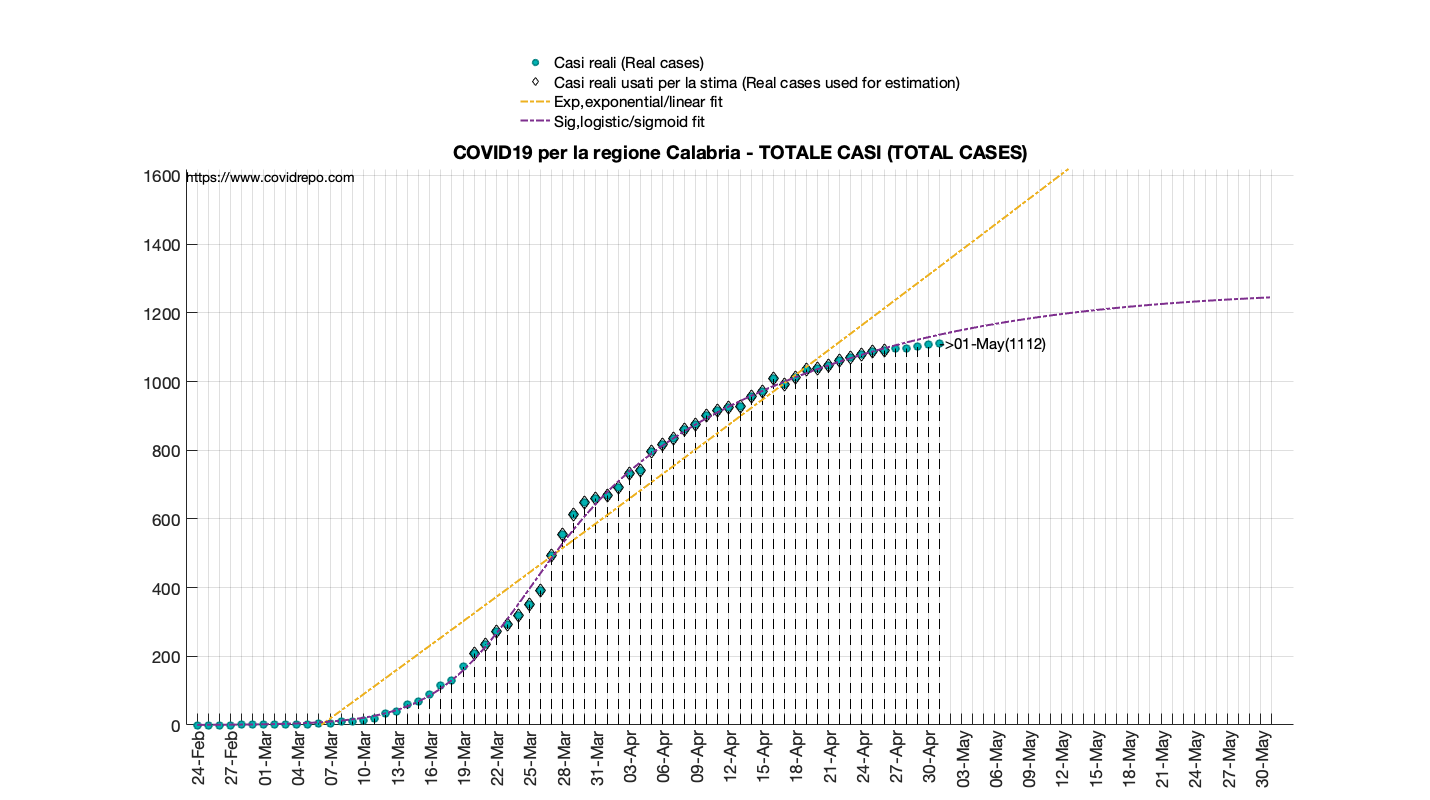 Casi reali (Real cases)
Casi reali usati per la stima (Real cases used for estimation)
Exp,exponential/linear fit
Sig,logistic/sigmoid fit
COVID19 per la regione Calabria - TOTALE CASI (TOTAL CASES)
https://www.covidrepo.com
1600
1400
1200
1000
800
600
400
200
0
->01-May(1112)
24-Feb
27-Feb
01-Mar
04-Mar
07-Mar
10-Mar
13-Mar
16-Mar
19-Mar
22-Mar
25-Mar
28-Mar
31-Mar
03-Apr
06-Apr
09-Apr
12-Apr
15-Apr
18-Apr
21-Apr
24-Apr
27-Apr
30-Apr
03-May
06-May
09-May
12-May
15-May
18-May
21-May
24-May
27-May
30-May